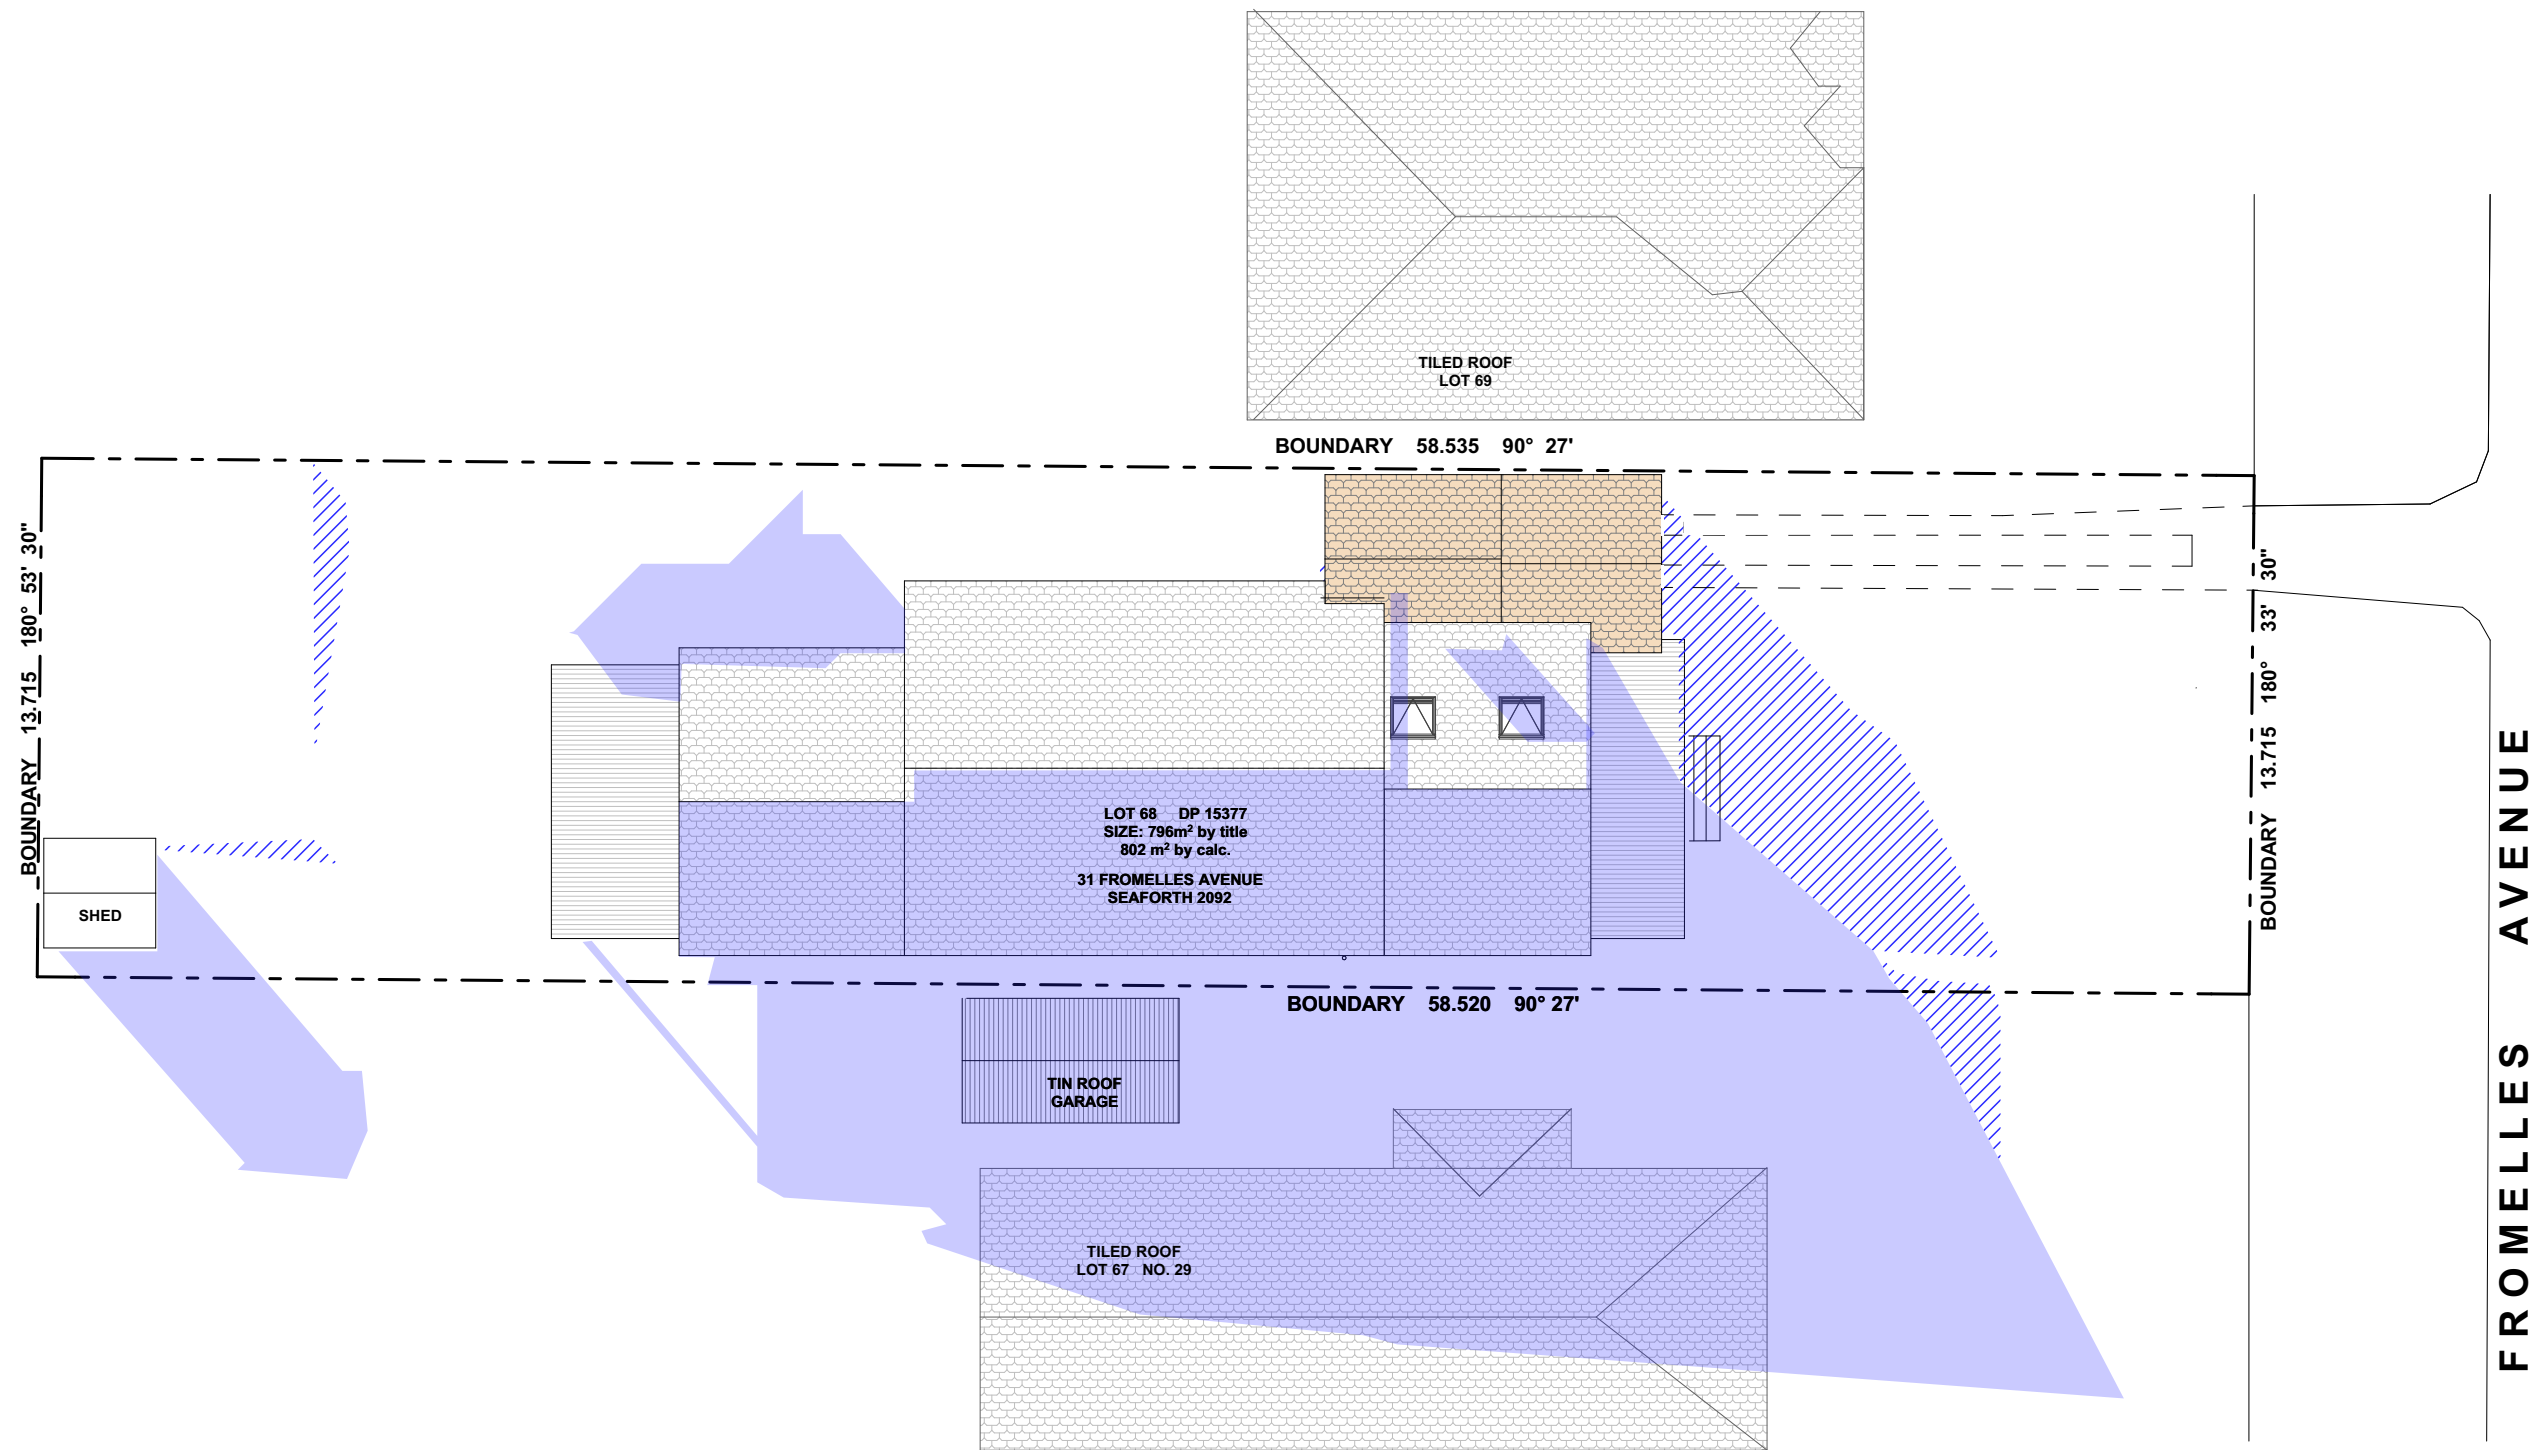 TILED ROOF
LOT 69
BOUNDARY 58.535 90° 27'
BOUNDARY 13.715 180° 53' 30"
BOUNDARY 13.715 180° 33' 30"
LOT 68 DP 15377
SIZE: 796m² by title
802 m² by calc.
31 FROMELLES AVENUE
SEAFORTH 2092
SHED
BOUNDARY 58.520 90° 27'
TIN ROOF
GARAGE
TILED ROOF
LOT 67 NO. 29
FROMELLES AVENUE